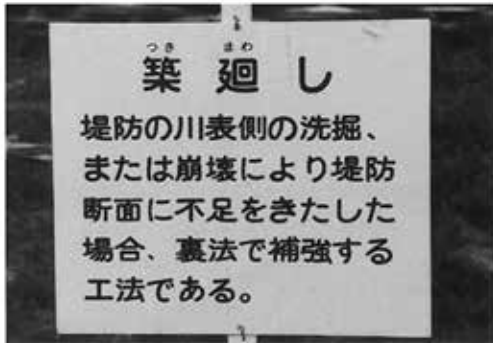 つき まわ
築廻し
堤防の川表側の洗掘、
または崩壊により堤防
断面に不足をきたした
場合、裏法で補強する
工法である。